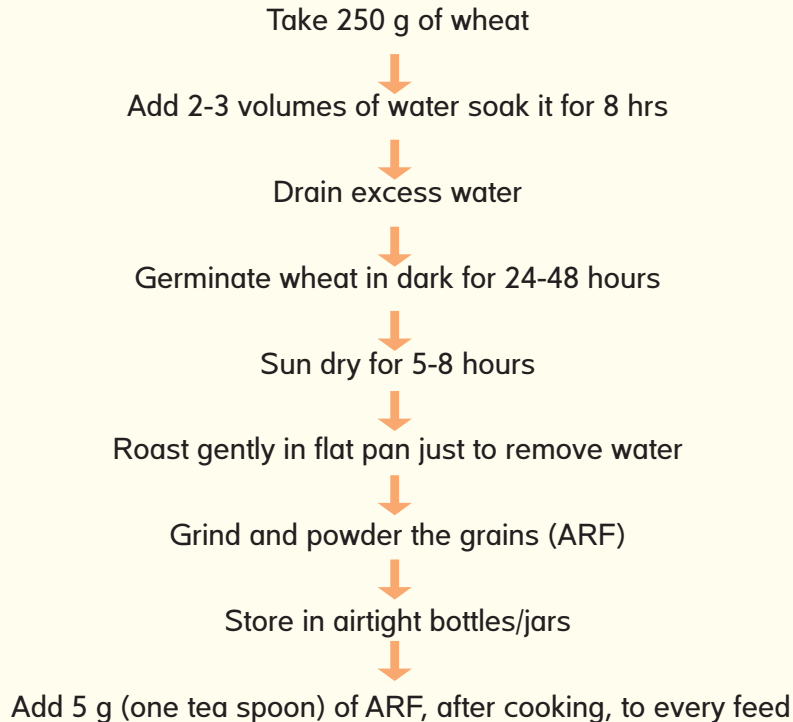 Take 250 g of wheat
Add 2-3 volumes of water soak it for 8 hrs
Drain excess water
Germinate wheat in dark for 24-48 hours
Sun dry for 5-8 hours
Roast gently in flat pan just to remove water
Grind and powder the grains (ARF)
Store in airtight bottles/jars
Add 5 g (one tea spoon) of ARF, after cooking, to every feed